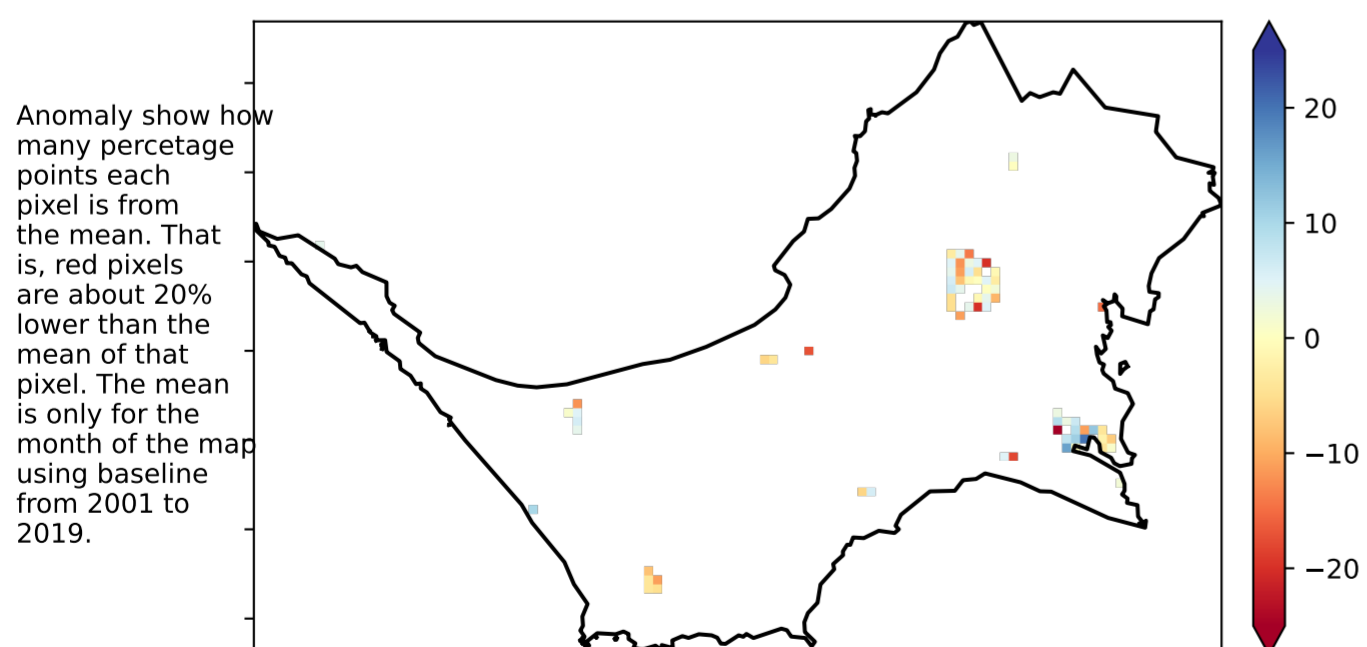 Anomaly show how
many percetage
points each
pixel is from
the mean. That
is, red pixels
are about 20%
lower than the
mean of that
pixel. The mean
is only for the
month of the map
using baseline
from 2001 to
2019.
20
10
0
−10
−20